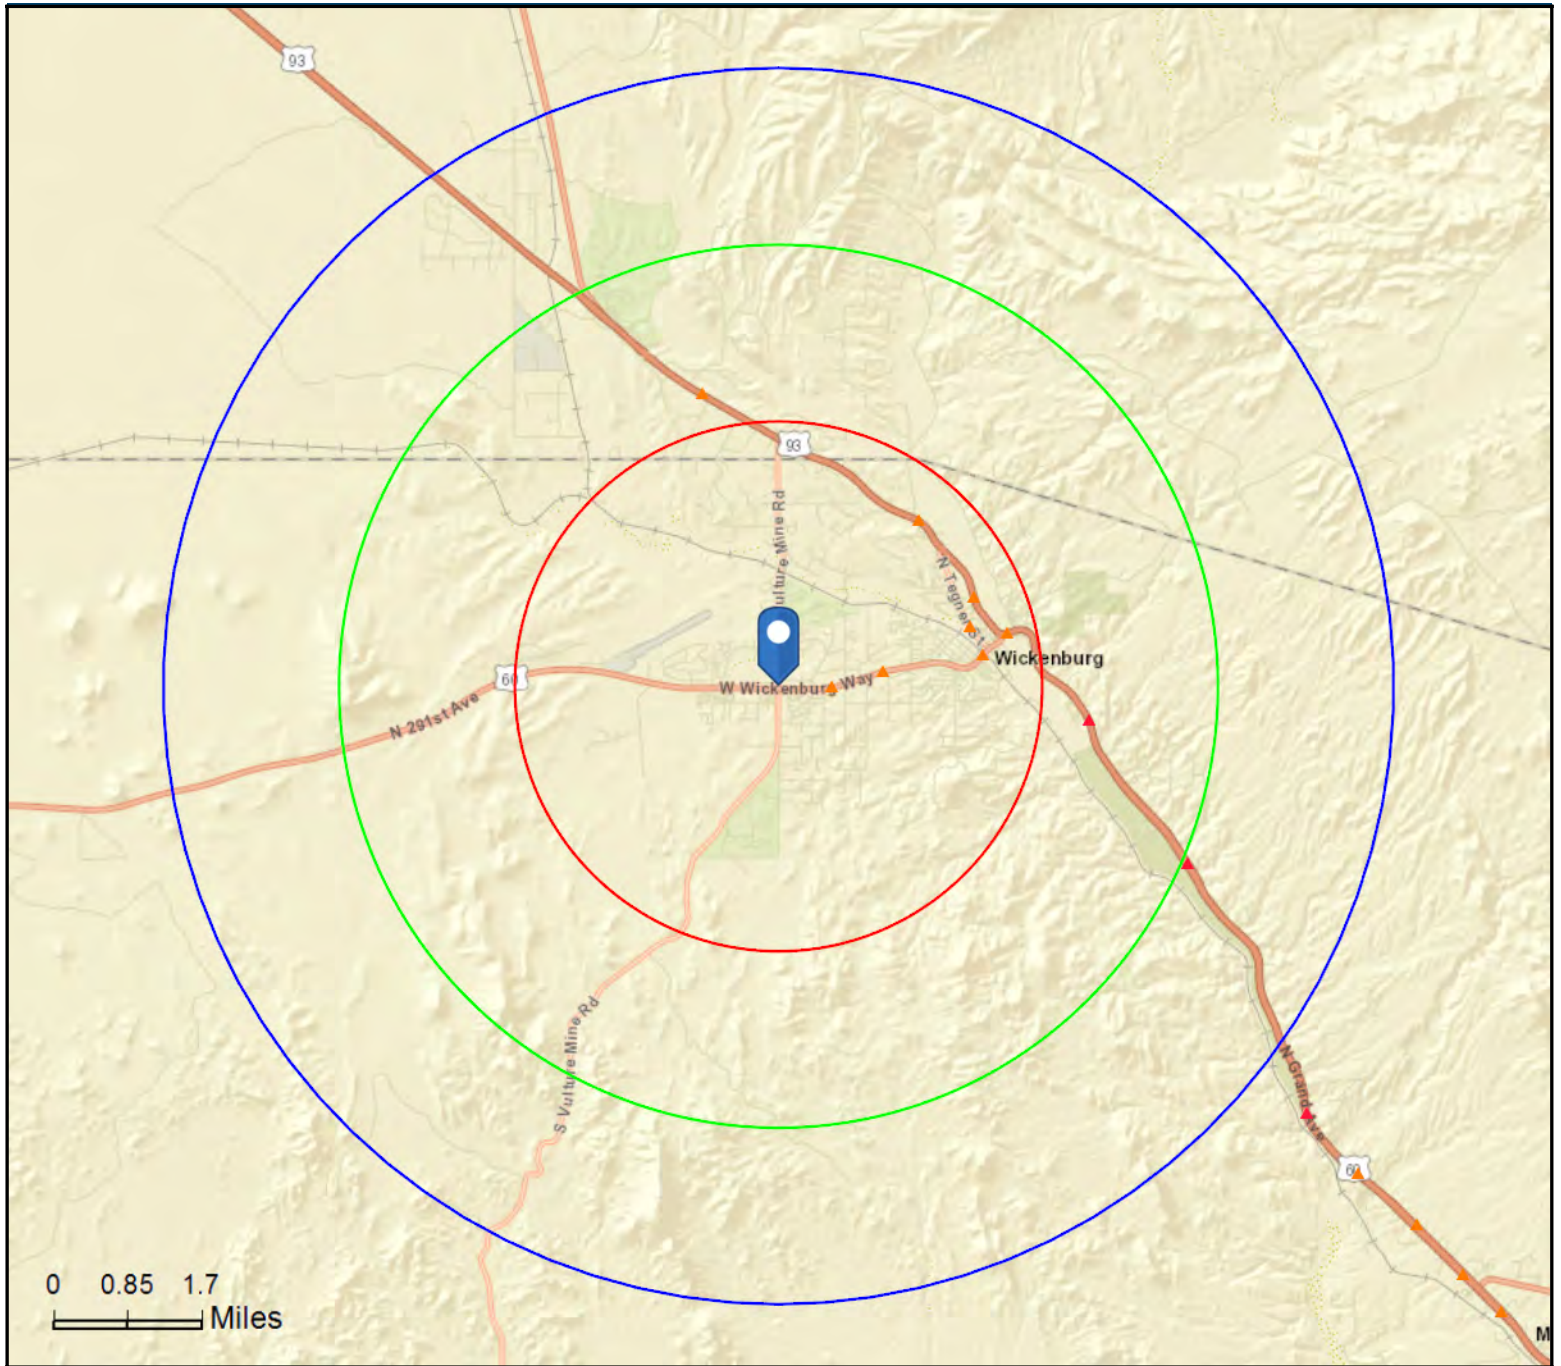 93
93
ulture Mine Rd
N Tegner St
Wickenburg
60
W Wickenburg Way
N 291st Ave
S Vulture Mine Rd
N Grand Ave
60
0 0.85 1.7
Miles
M